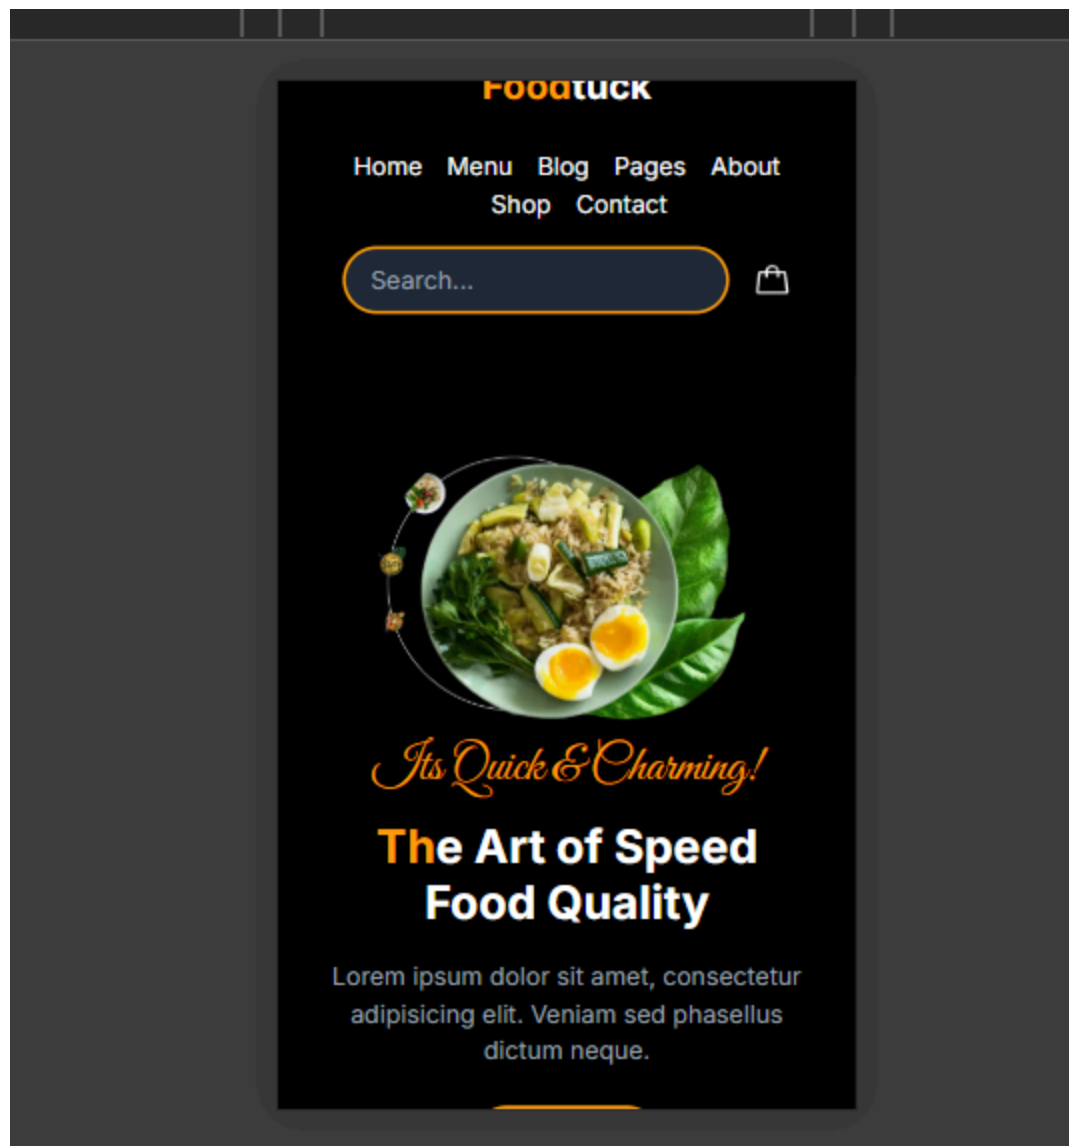 Foodtuck
Home Menu Blog Pages About
Shop Contact
Search...
Its Quick & Charming!
The Art of Speed
Food Quality
Lorem ipsum dolor sit amet, consectetur
adipisicing elit. Veniam sed phasellus
dictum neque.